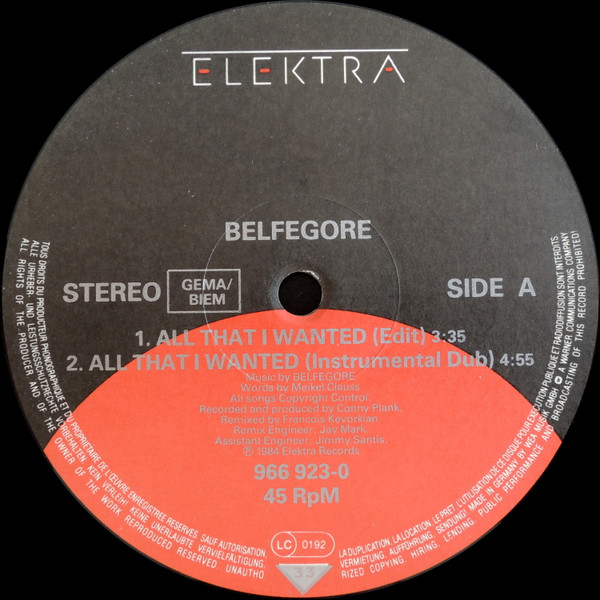 ELEKTRA
BELFEGORE
STEREO
GEMA/
BIEM
SIDE A
1. ALL THAT I WANTED (Edit) 3:35
2. ALL THAT I WANTED (Instrumental Dub) 4:55
Music by BELFEGORE
Words by Meikel Clauss
All songs Copyright Control
Recorded and produced by Conny Plank.
Remixed by Francois Kevorkian.
Remix Engineer: Jay Mark.
Assistant Engineer: Jimmy Santis.
℗ 1984 Elektra Records
966 923-0
45 RpM
LC 0192
33
TOUS DROITS DU PRODUCTEUR PHONOGRAPHIQUE ET DU PROPRIETAIRE DE L'ŒUVRE ENREGISTREE RESERVES SAUF AUTORISATION
LA DUPLICATION, LA LOCATION, LE PRET, L'UTILISATION DE CE DISQUE POUR EXECUTION PUBLIQUE ET RADIODIFFUSION SONT INTERDITS
ALLE URHEBER- UND LEISTUNGSSCHUTZRECHTE VORBEHALTEN. KEIN VERLEIH! KEINE UNERLAUBTE VERVIELFÄLTIGUNG,
VERMIETUNG, AUFFÜHRUNG, SENDUNG! MADE IN GERMANY BY WEA MUSIK GMBH. A WARNER COMMUNICATIONS COMPANY
ALL RIGHTS OF THE PRODUCER AND OF THE OWNER OF THE WORK REPRODUCED RESERVED UNAUTHO
RIZED COPYING, HIRING, LENDING, PUBLIC PERFORMANCE AND BROADCASTING OF THIS RECORD PROHIBITED!